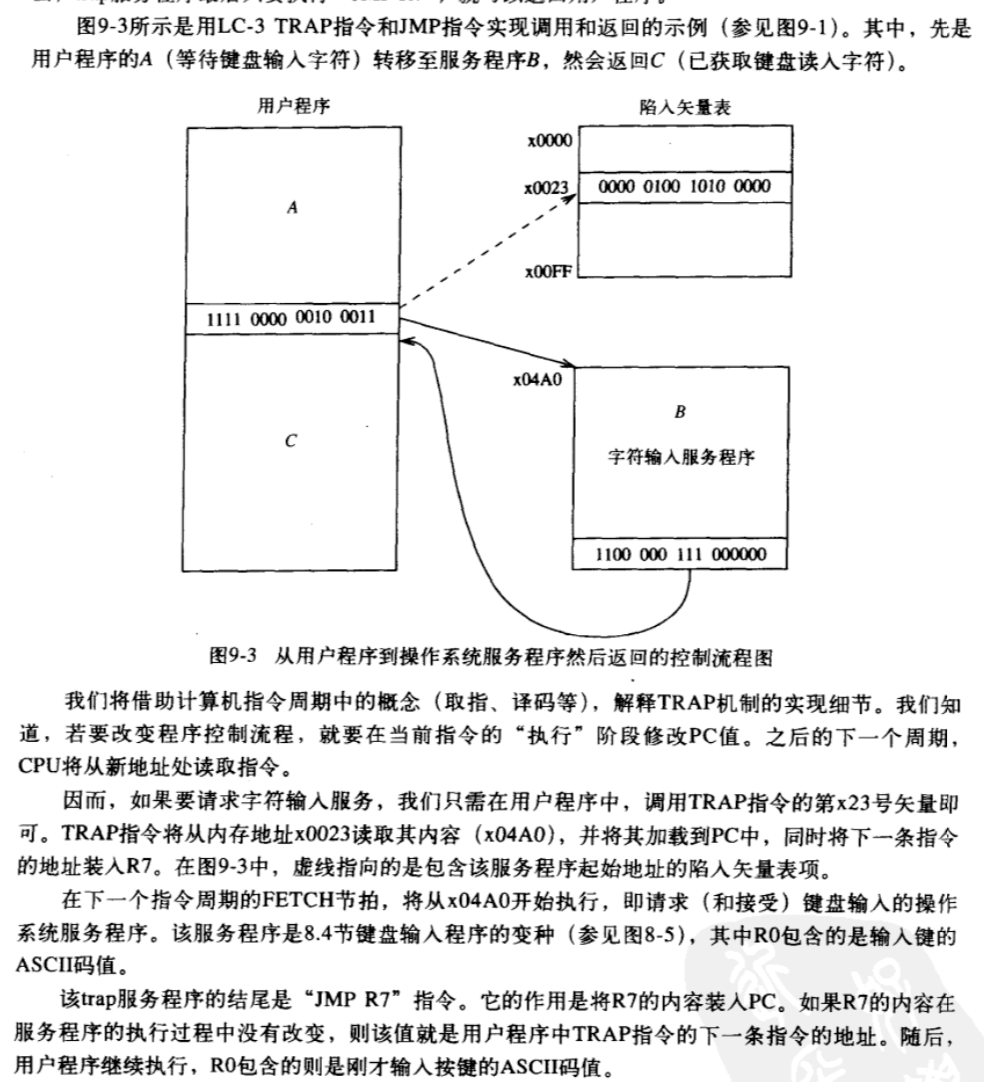 图9-3所示是用LC-3 TRAP指令和JMP指令实现调用和返回的示例（参见图9-1）。其中，先是
用户程序的A（等待键盘输入字符）转移至服务程序B，然会返回C（已获取键盘读入字符）。
用户程序
陷入矢量表
x0000
x0023
0000 0100 1010 0000
A
x00FF
1111 0000 0010 0011
x04A0
B
C
字符输入服务程序
1100 000 111 000000
图9-3 从用户程序到操作系统服务程序然后返回的控制流程图
我们将借助计算机指令周期中的概念（取指、译码等），解释TRAP机制的实现细节。我们知
道，若要改变程序控制流程，就要在当前指令的“执行”阶段修改PC值。之后的下一个周期，
CPU将从新地址处读取指令。
因而，如果要请求字符输入服务，我们只需在用户程序中，调用TRAP指令的第x23号矢量即
可。TRAP指令将从内存地址x0023读取其内容（x04A0），并将其加载到PC中，同时将下一条指令
的地址装入R7。在图9-3中，虚线指向的是包含该服务程序起始地址的陷入矢量表项。
在下一个指令周期的FETCH节拍，将从x04A0开始执行，即请求（和接受）键盘输入的操作
系统服务程序。该服务程序是8.4节键盘输入程序的变种（参见图8-5），其中R0包含的是输入键的
ASCII码值。
该trap服务程序的结尾是“JMP R7”指令。它的作用是将R7的内容装入PC。如果R7的内容在
服务程序的执行过程中没有改变，则该值就是用户程序中TRAP指令的下一条指令的地址。随后，
用户程序继续执行，R0包含的则是刚才输入按键的ASCII码值。